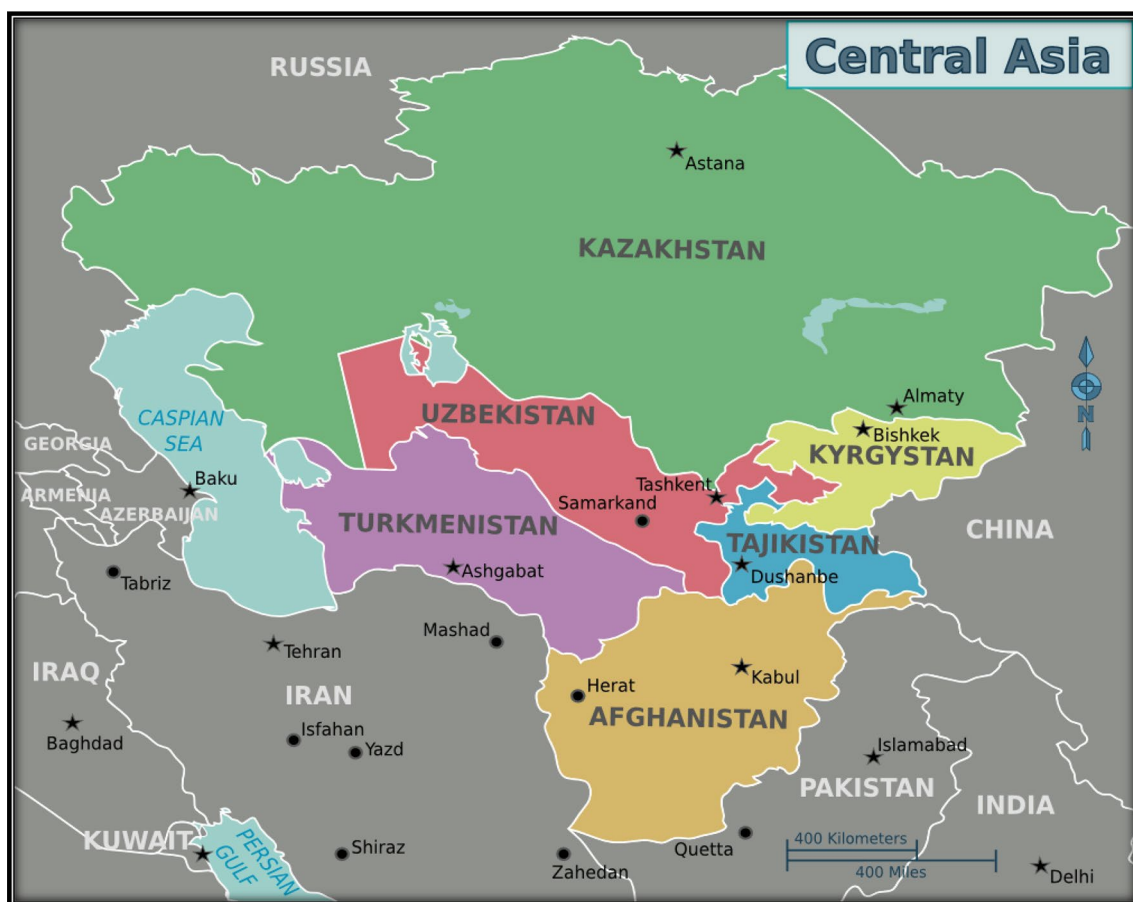 Central Asia
RUSSIA
Astana
KAZAKHSTAN
Almaty
CASPIAN
SEA
UZBEKISTAN
Bishkek
KYRGYSTAN
N
GEORGIA
Baku
ARMENIA
AZERBAIJAN
Tashkent
Samarkand
TURKMENISTAN
CHINA
TAJIKISTAN
Tabriz
Ashgabat
Dushanbe
Mashad
Tehran
IRAQ
IRAN
Herat
Kabul
AFGHANISTAN
Isfahan
Yazd
Baghdad
Islamabad
PAKISTAN
INDIA
KUWAIT
PERSIAN
GULF
Shiraz
Zahedan
Quetta
400 Kilometers
400 Miles
Delhi